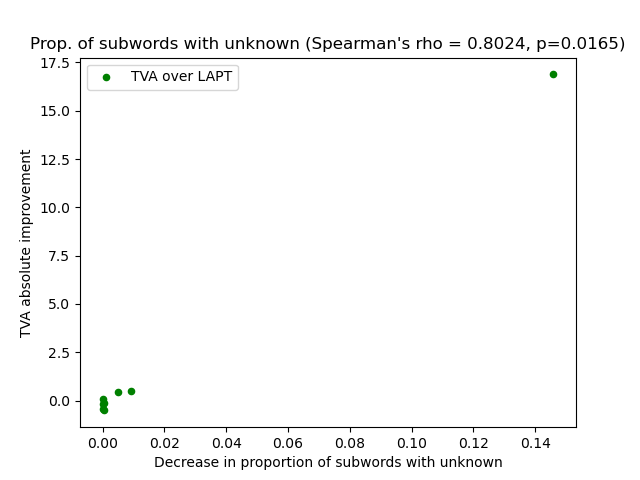 Prop. of subwords with unknown (Spearman's rho = 0.8024, p=0.0165)
TVA over LAPT
17.5
15.0
12.5
10.0
7.5
5.0
2.5
0.0
TVA absolute improvement
0.00 0.02 0.04 0.06 0.08 0.10 0.12 0.14
Decrease in proportion of subwords with unknown